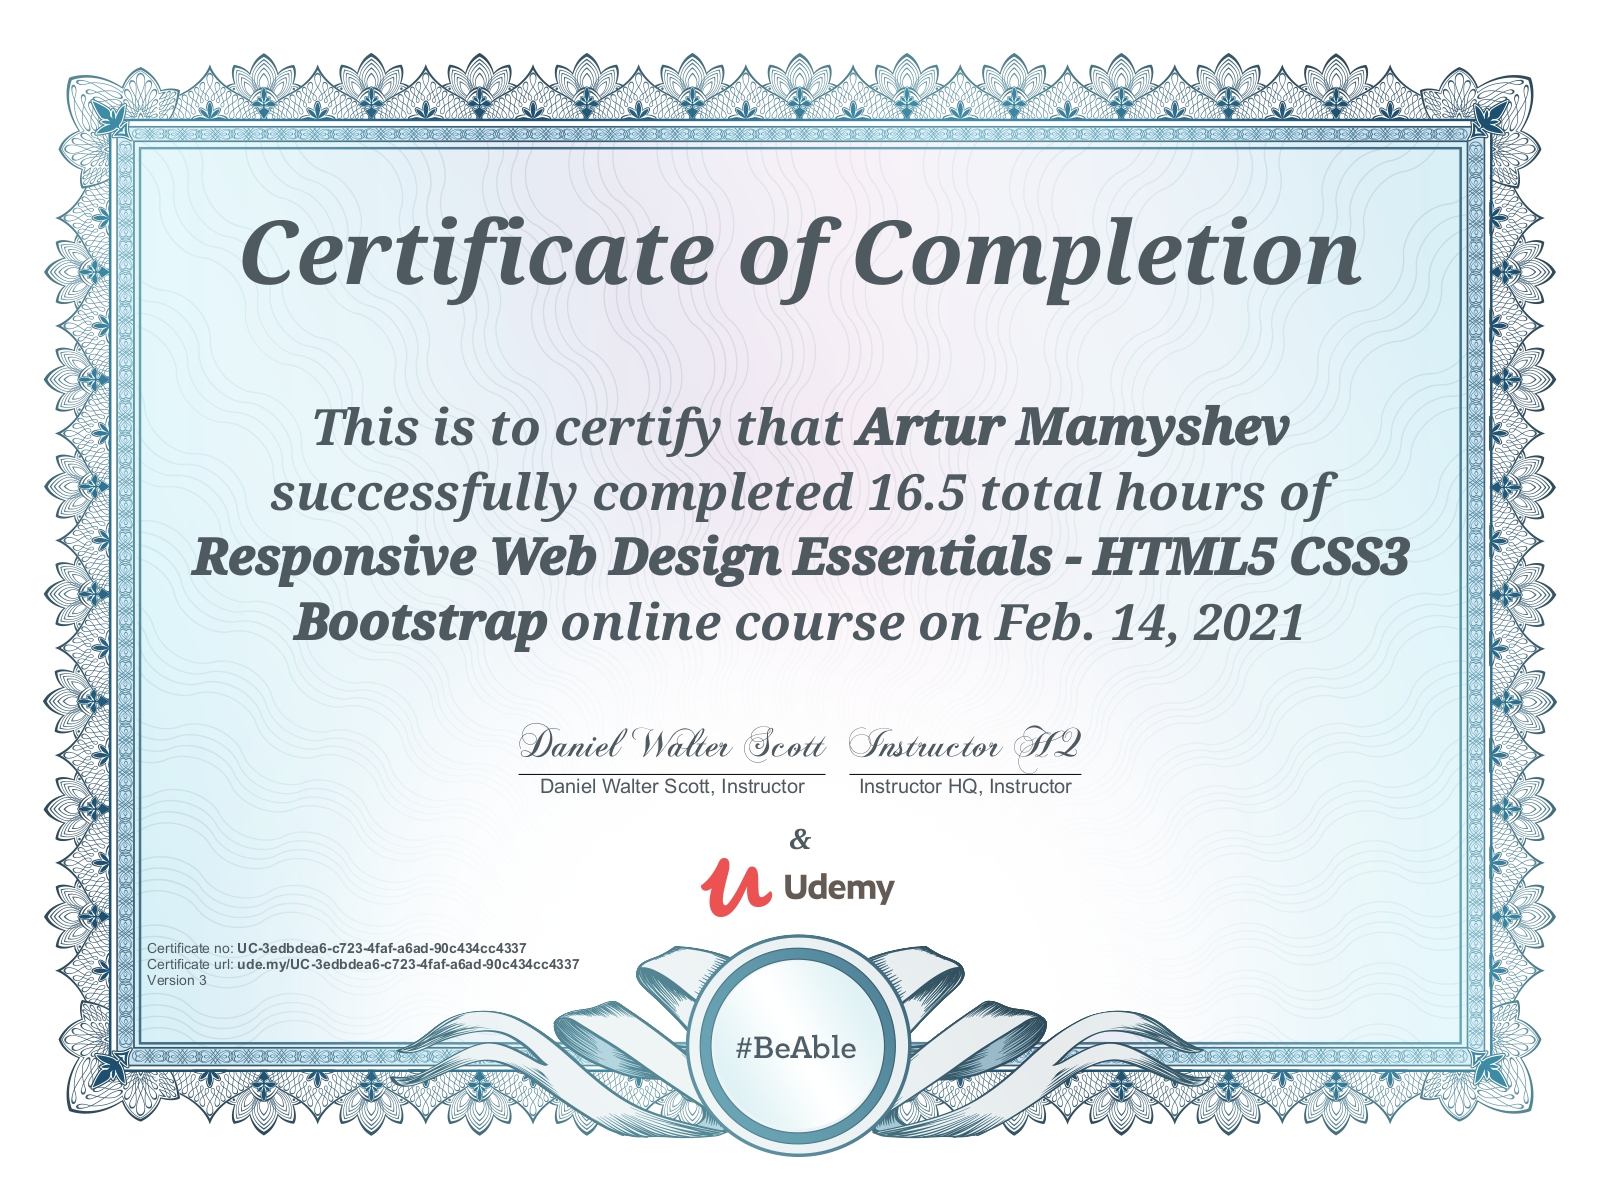 Certificate of Completion
This is to certify that Artur Mamyshev
successfully completed 16.5 total hours of
Responsive Web Design Essentials - HTML5 CSS3
Bootstrap online course on Feb. 14, 2021
Daniel Walter Scott Instructor HQ
Daniel Walter Scott, Instructor Instructor HQ, Instructor
&
Udemy
Certificate no: UC-3edbdea6-c723-4faf-a6ad-90c434cc4337
Certificate url: ude.my/UC-3edbdea6-c723-4faf-a6ad-90c434cc4337
Version 3
#BeAble